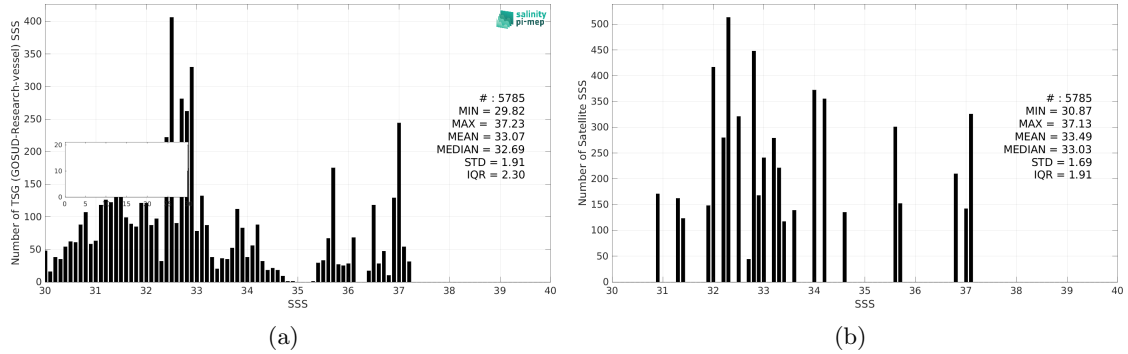 salinity
pi-mep
Number of TSG (GOSUD-Research-vessel) SSS
400
350
300
250
200
150
100
50
0
20
10
0
0 5 10 15 20 25
# : 5785
MIN = 29.82
MAX = 37.23
MEAN = 33.07
MEDIAN = 32.69
STD = 1.91
IQR = 2.30
30 31 32 33 34 35 36 37 38 39 40
SSS
(a)
Number of Satellite SSS
500
450
400
350
300
250
200
150
100
50
0
# : 5785
MIN = 30.87
MAX = 37.13
MEAN = 33.49
MEDIAN = 33.03
STD = 1.69
IQR = 1.91
30 31 32 33 34 35 36 37 38 39 40
SSS
(b)